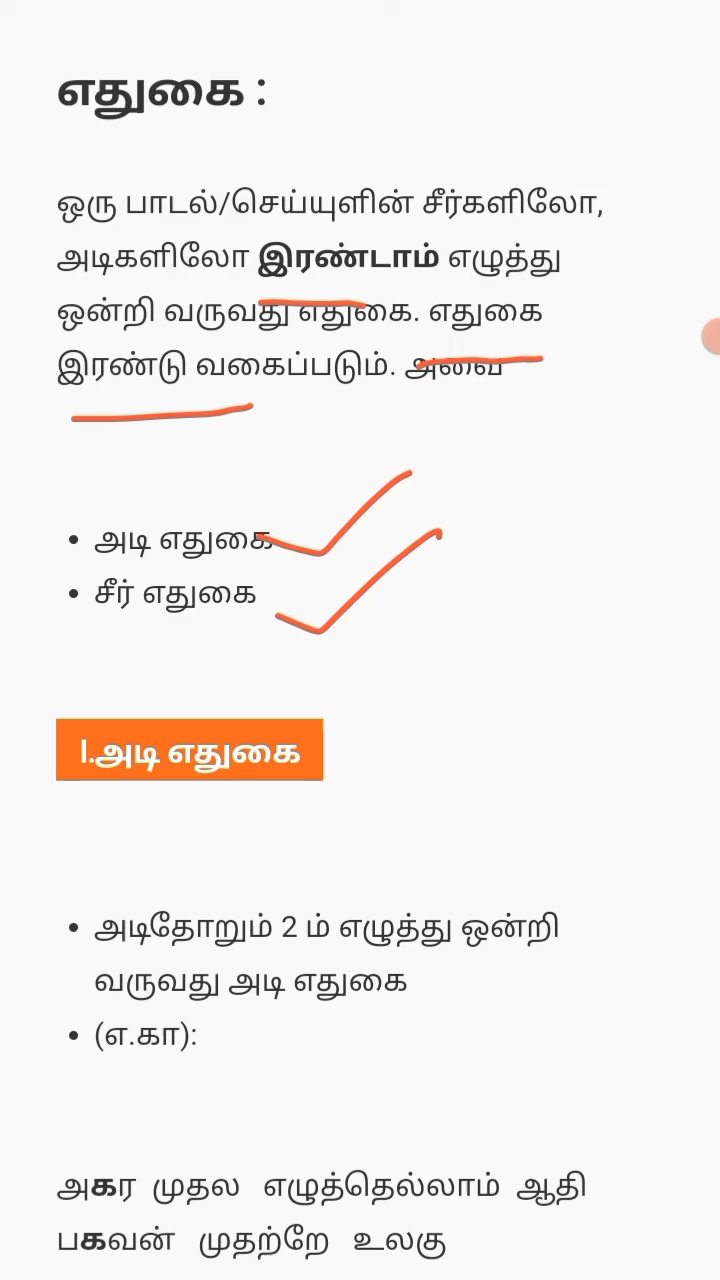 எதுகை :
ஒரு பாடல்/செய்யுளின் சீர்களிலோ,
அடிகளிலோ இரண்டாம் எழுத்து
ஒன்றி வருவது எதுகை. எதுகை
இரண்டு வகைப்படும். அவை
• அடி எதுகை
• சீர் எதுகை
I.அடி எதுகை
• அடிதோறும் 2 ம் எழுத்து ஒன்றி
வருவது அடி எதுகை
• (எ.கா):
அகர முதல எழுத்தெல்லாம் ஆதி
பகவன் முதற்றே உலகு